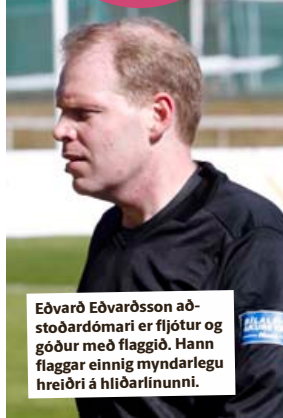 Eðvarð Eðvarðsson að-
stoðardómari er fljótur og
góður með flaggið. Hann
flaggar einnig myndarlegu
hreiðri á hliðarlínunni.